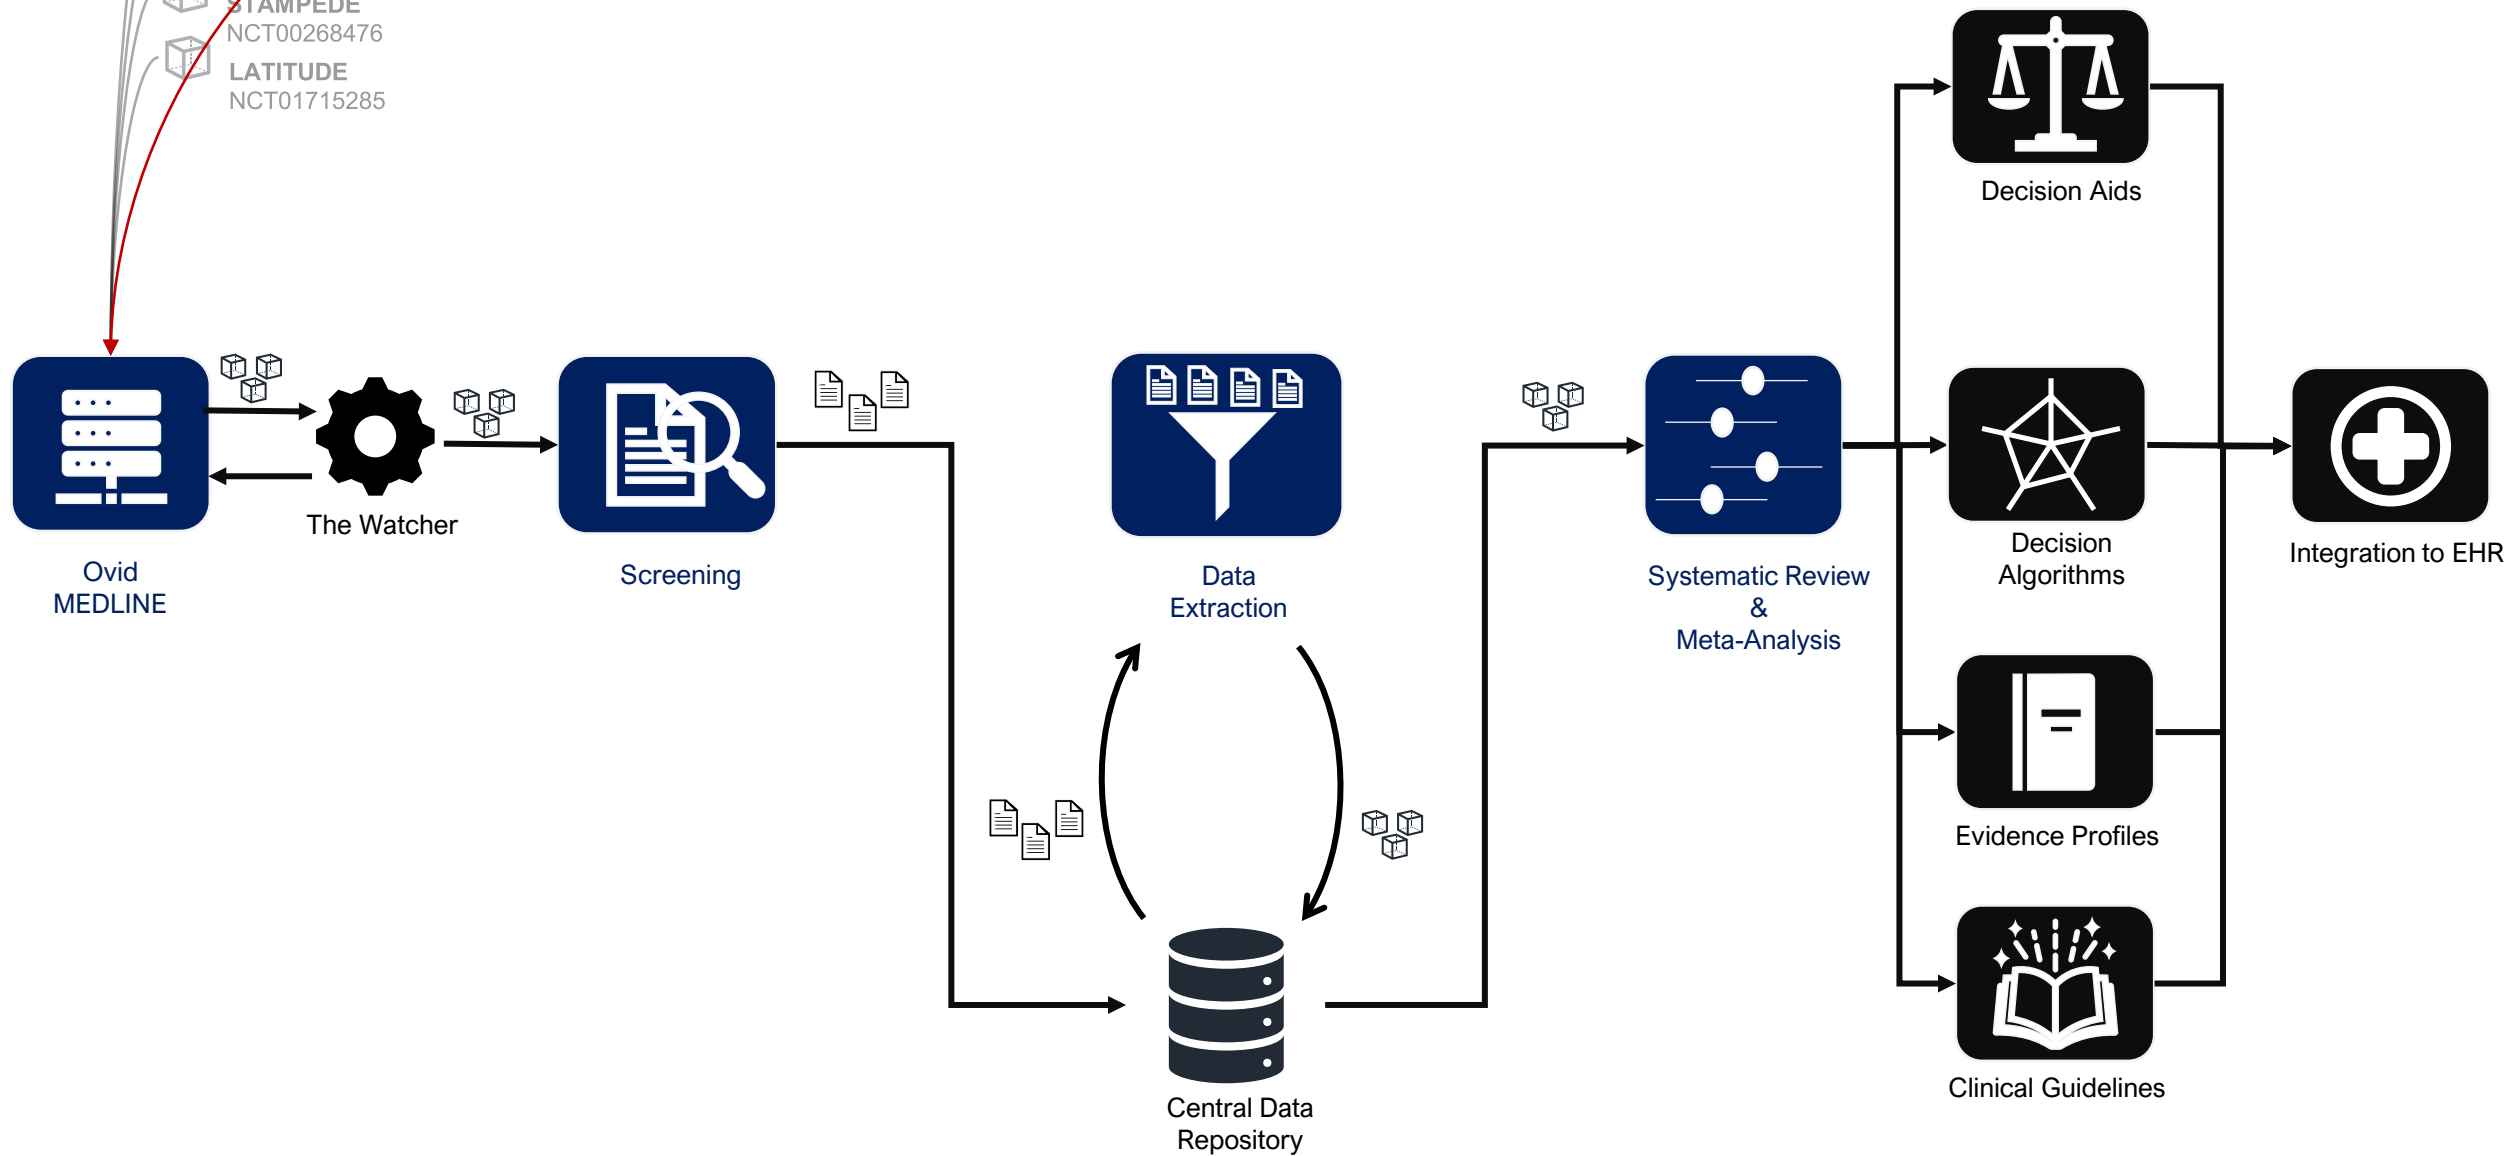 STAMPEDE
NCT00268476
LATITUDE
NCT01715285
Decision Aids
The Watcher
Ovid
MEDLINE
Screening
Data
Extraction
Systematic Review
&
Meta-Analysis
Decision
Algorithms
Integration to EHR
Evidence Profiles
Clinical Guidelines
Central Data
Repository